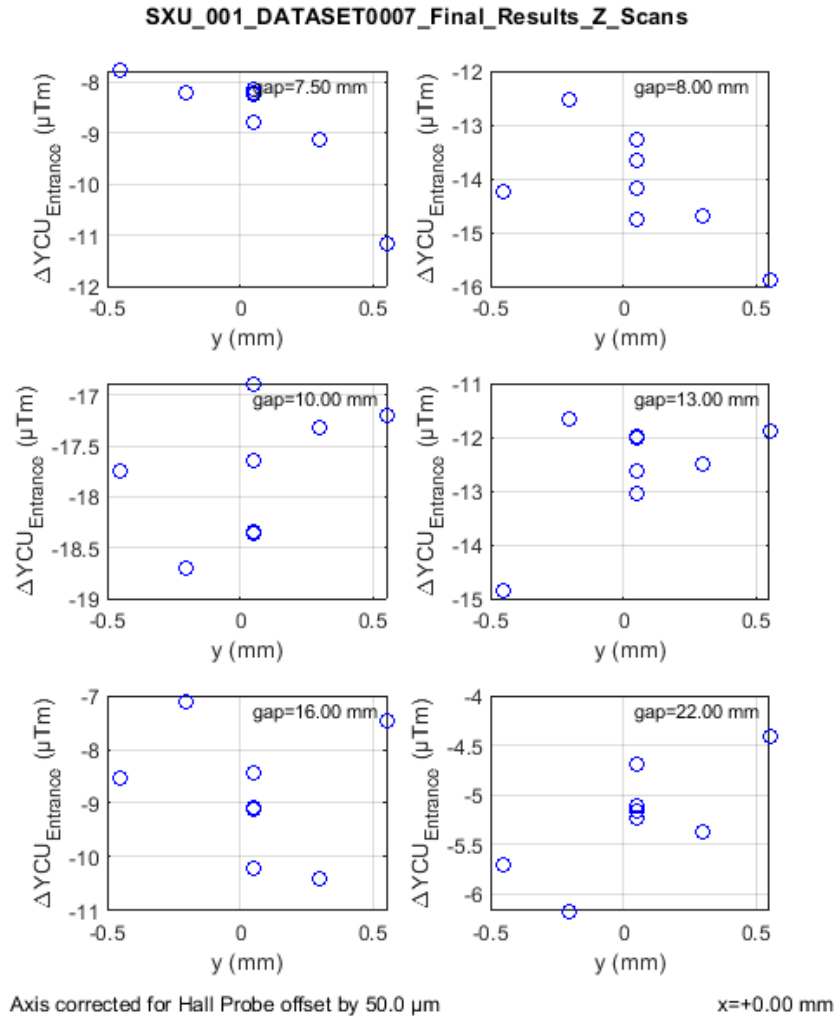 SXU_001_DATASET0007_Final_Results_Z_Scans
gap=7.50 mm
-8
-9
-10
-11
-12
ΔYCU_Entrance (µTm)
-0.5 0 0.5
y (mm)
gap=8.00 mm
-12
-13
-14
-15
-16
ΔYCU_Entrance (µTm)
-0.5 0 0.5
y (mm)
gap=10.00 mm
-17
-17.5
-18
-18.5
-19
ΔYCU_Entrance (µTm)
-0.5 0 0.5
y (mm)
gap=13.00 mm
-11
-12
-13
-14
-15
ΔYCU_Entrance (µTm)
-0.5 0 0.5
y (mm)
gap=16.00 mm
-7
-8
-9
-10
-11
ΔYCU_Entrance (µTm)
-0.5 0 0.5
y (mm)
gap=22.00 mm
-4
-4.5
-5
-5.5
-6
ΔYCU_Entrance (µTm)
-0.5 0 0.5
y (mm)
Axis corrected for Hall Probe offset by 50.0 µm
x=+0.00 mm